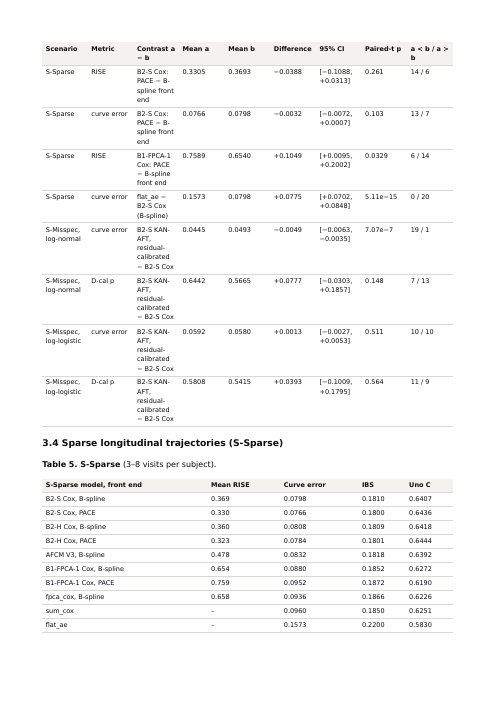 Scenario Metric Contrast a − b Mean a Mean b Difference 95% CI Paired-t p a < b / a > b
S-Sparse RISE B2-S Cox: PACE − B-spline front end 0.3305 0.3693 −0.0388 [−0.1088, +0.0313] 0.261 14 / 6
S-Sparse curve error B2-S Cox: PACE − B-spline front end 0.0766 0.0798 −0.0032 [−0.0072, +0.0007] 0.103 13 / 7
S-Sparse RISE B1-FPCA-1 Cox: PACE − B-spline front end 0.7589 0.6540 +0.1049 [+0.0095, +0.2002] 0.0329 6 / 14
S-Sparse curve error flat_ae − B2-S Cox (B-spline) 0.1573 0.0798 +0.0775 [+0.0702, +0.0848] 5.11e−15 0 / 20
S-Misspec, log-normal curve error B2-S KAN-AFT, residual-calibrated − B2-S Cox 0.0445 0.0493 −0.0049 [−0.0063, −0.0035] 7.07e−7 19 / 1
S-Misspec, log-normal D-cal p B2-S KAN-AFT, residual-calibrated − B2-S Cox 0.6442 0.5665 +0.0777 [−0.0303, +0.1857] 0.148 7 / 13
S-Misspec, log-logistic curve error B2-S KAN-AFT, residual-calibrated − B2-S Cox 0.0592 0.0580 +0.0013 [−0.0027, +0.0053] 0.511 10 / 10
S-Misspec, log-logistic D-cal p B2-S KAN-AFT, residual-calibrated − B2-S Cox 0.5808 0.5415 +0.0393 [−0.1009, +0.1795] 0.564 11 / 9
3.4 Sparse longitudinal trajectories (S-Sparse)
Table 5. S-Sparse (3–8 visits per subject).
S-Sparse model, front end Mean RISE Curve error IBS Uno C
B2-S Cox, B-spline 0.369 0.0798 0.1810 0.6407
B2-S Cox, PACE 0.330 0.0766 0.1800 0.6436
B2-H Cox, B-spline 0.360 0.0808 0.1809 0.6418
B2-H Cox, PACE 0.323 0.0784 0.1801 0.6444
AFCM V3, B-spline 0.478 0.0832 0.1818 0.6392
B1-FPCA-1 Cox, B-spline 0.654 0.0880 0.1852 0.6272
B1-FPCA-1 Cox, PACE 0.759 0.0952 0.1872 0.6190
fpca_cox, B-spline 0.658 0.0936 0.1866 0.6226
sum_cox – 0.0960 0.1850 0.6251
flat_ae – 0.1573 0.2200 0.5830